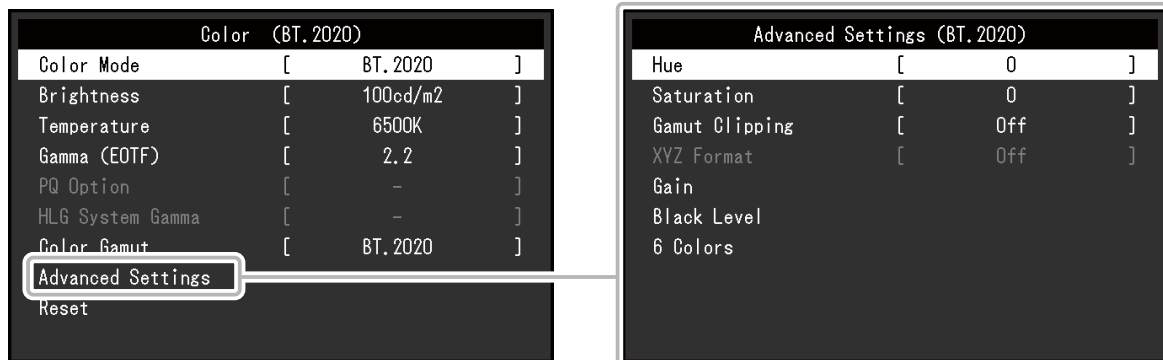 Color (BT.2020)
Color Mode [ BT.2020 ]
Brightness [ 100cd/m2 ]
Temperature [ 6500K ]
Gamma (EOTF) [ 2.2 ]
PQ Option [ – ]
HLG System Gamma [ – ]
Color Gamut [ BT.2020 ]
Advanced Settings
Reset
Advanced Settings (BT.2020)
Hue [ 0 ]
Saturation [ 0 ]
Gamut Clipping [ Off ]
XYZ Format [ Off ]
Gain
Black Level
6 Colors